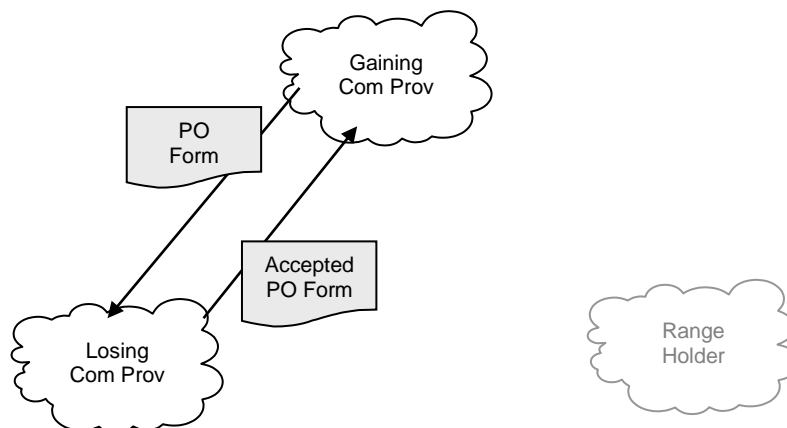 Gaining
Com Prov
PO
Form
Accepted
PO Form
Losing
Com Prov
Range
Holder